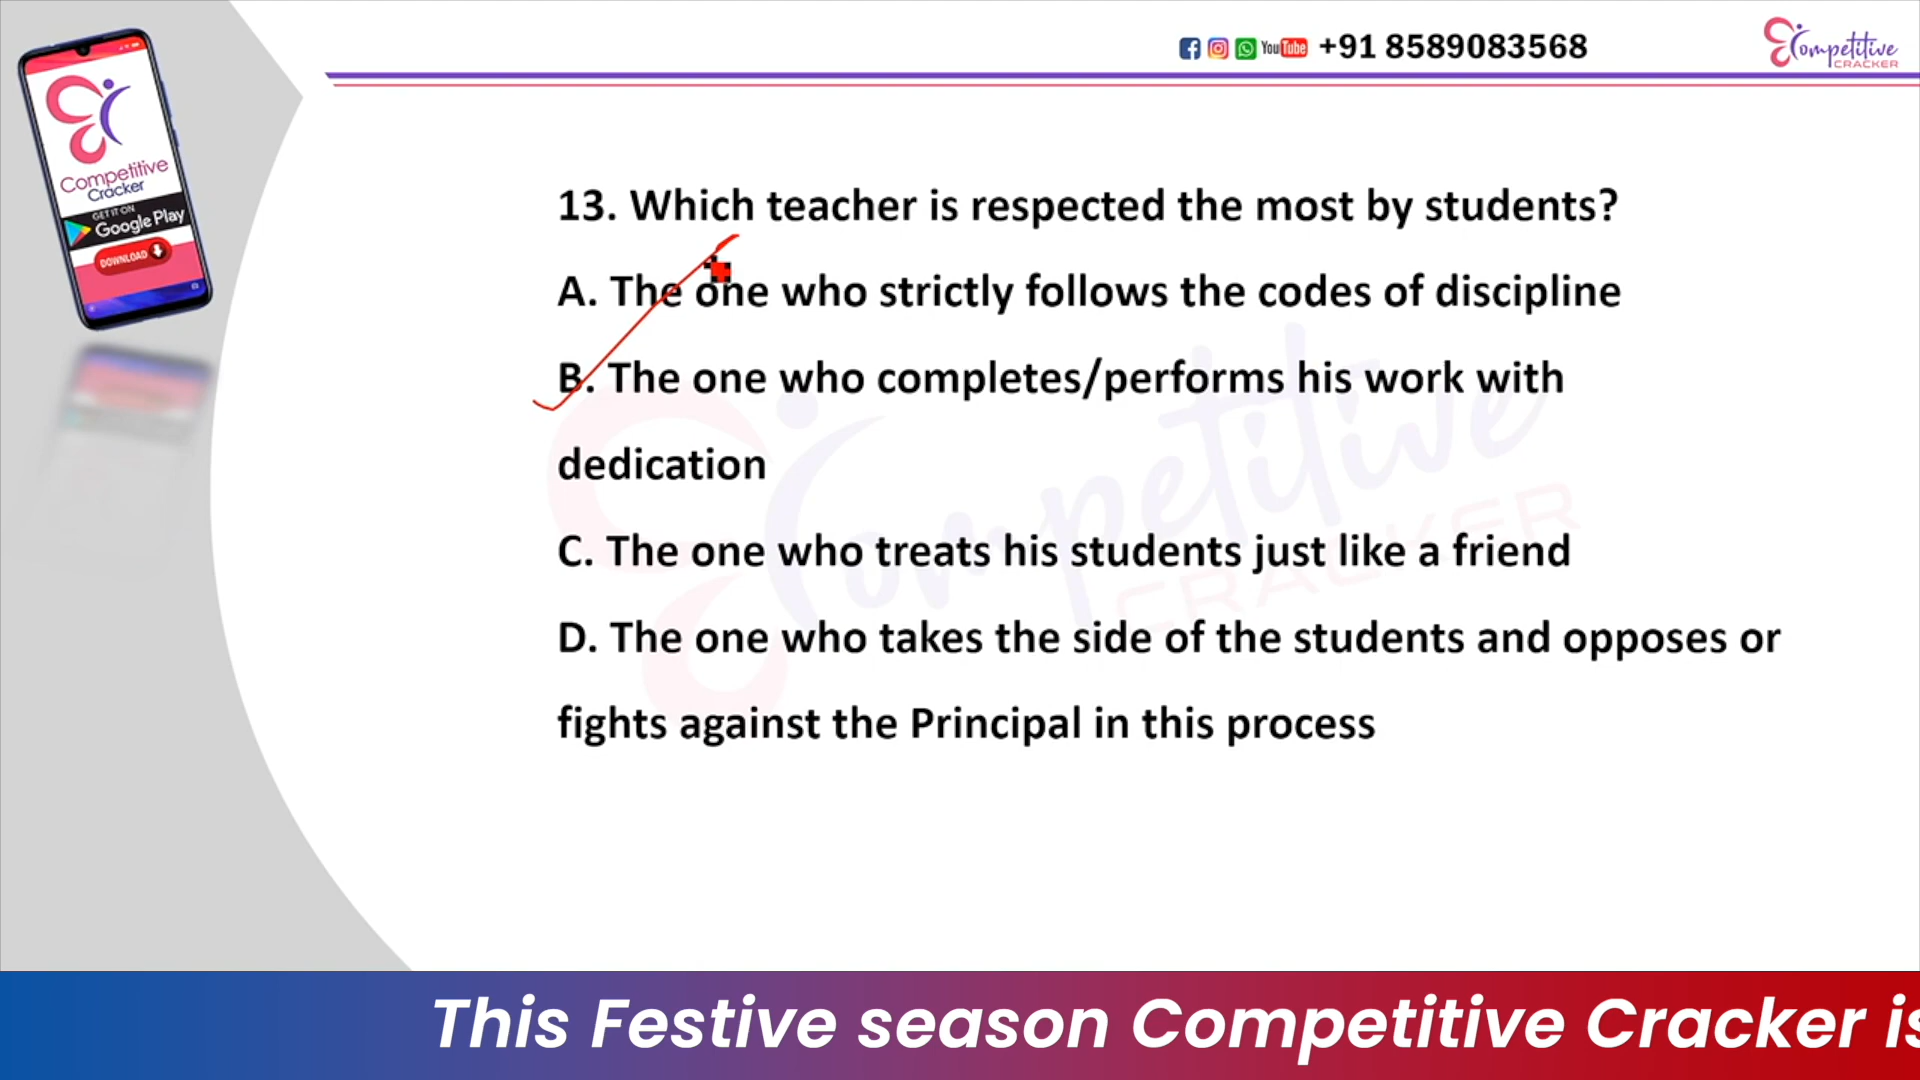 YouTube +91 8589083568
Competitive
CRACKER
Competitive
Cracker
GET IT ON
Google Play
DOWNLOAD
13. Which teacher is respected the most by students?
A. The one who strictly follows the codes of discipline
B. The one who completes/performs his work with
dedication
C. The one who treats his students just like a friend
D. The one who takes the side of the students and opposes or
fights against the Principal in this process
Competitive
CRACKER
This Festive season Competitive Cracker is